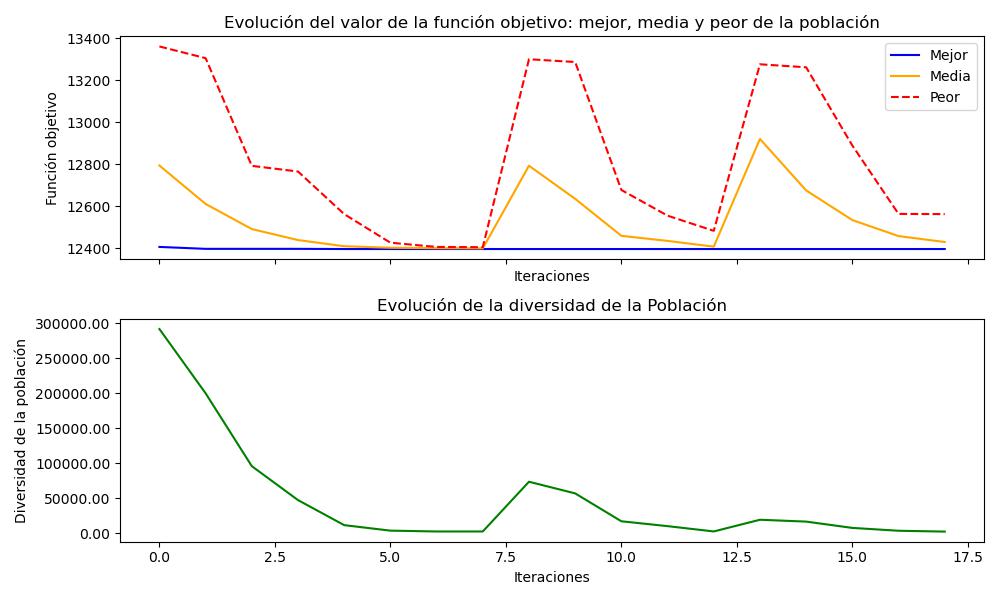 Evolución del valor de la función objetivo: mejor, media y peor de la población
13400
13200
13000
12800
12600
12400
Función objetivo
Mejor
Media
Peor
Iteraciones
Evolución de la diversidad de la Población
300000.00
250000.00
200000.00
150000.00
100000.00
50000.00
0.00
Diversidad de la población
0.0 2.5 5.0 7.5 10.0 12.5 15.0 17.5
Iteraciones